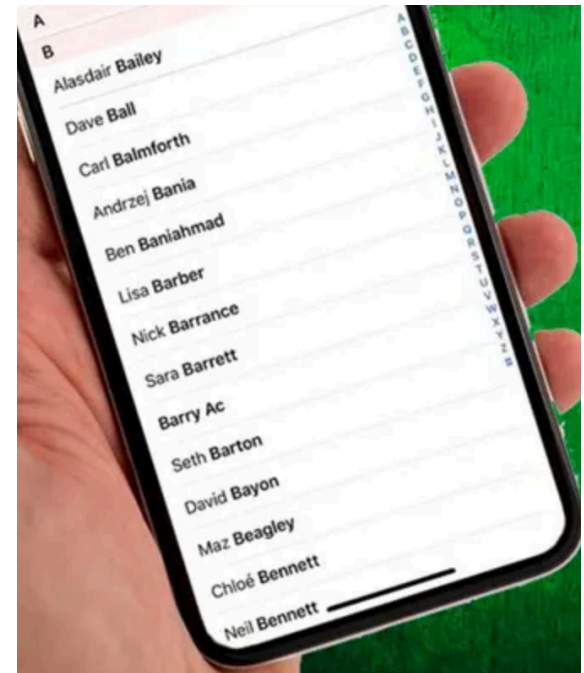 A
B
Alasdair Bailey
Dave Ball
Carl Balmforth
Andrzej Bania
Ben Baniahmad
Lisa Barber
Nick Barrance
Sara Barrett
Barry Ac
Seth Barton
David Bayon
Maz Beagley
Chloé Bennett
Neil Bennett
A
B
C
D
E
F
G
H
I
J
K
L
M
N
O
P
Q
R
S
T
U
V
W
X
Y
Z
#